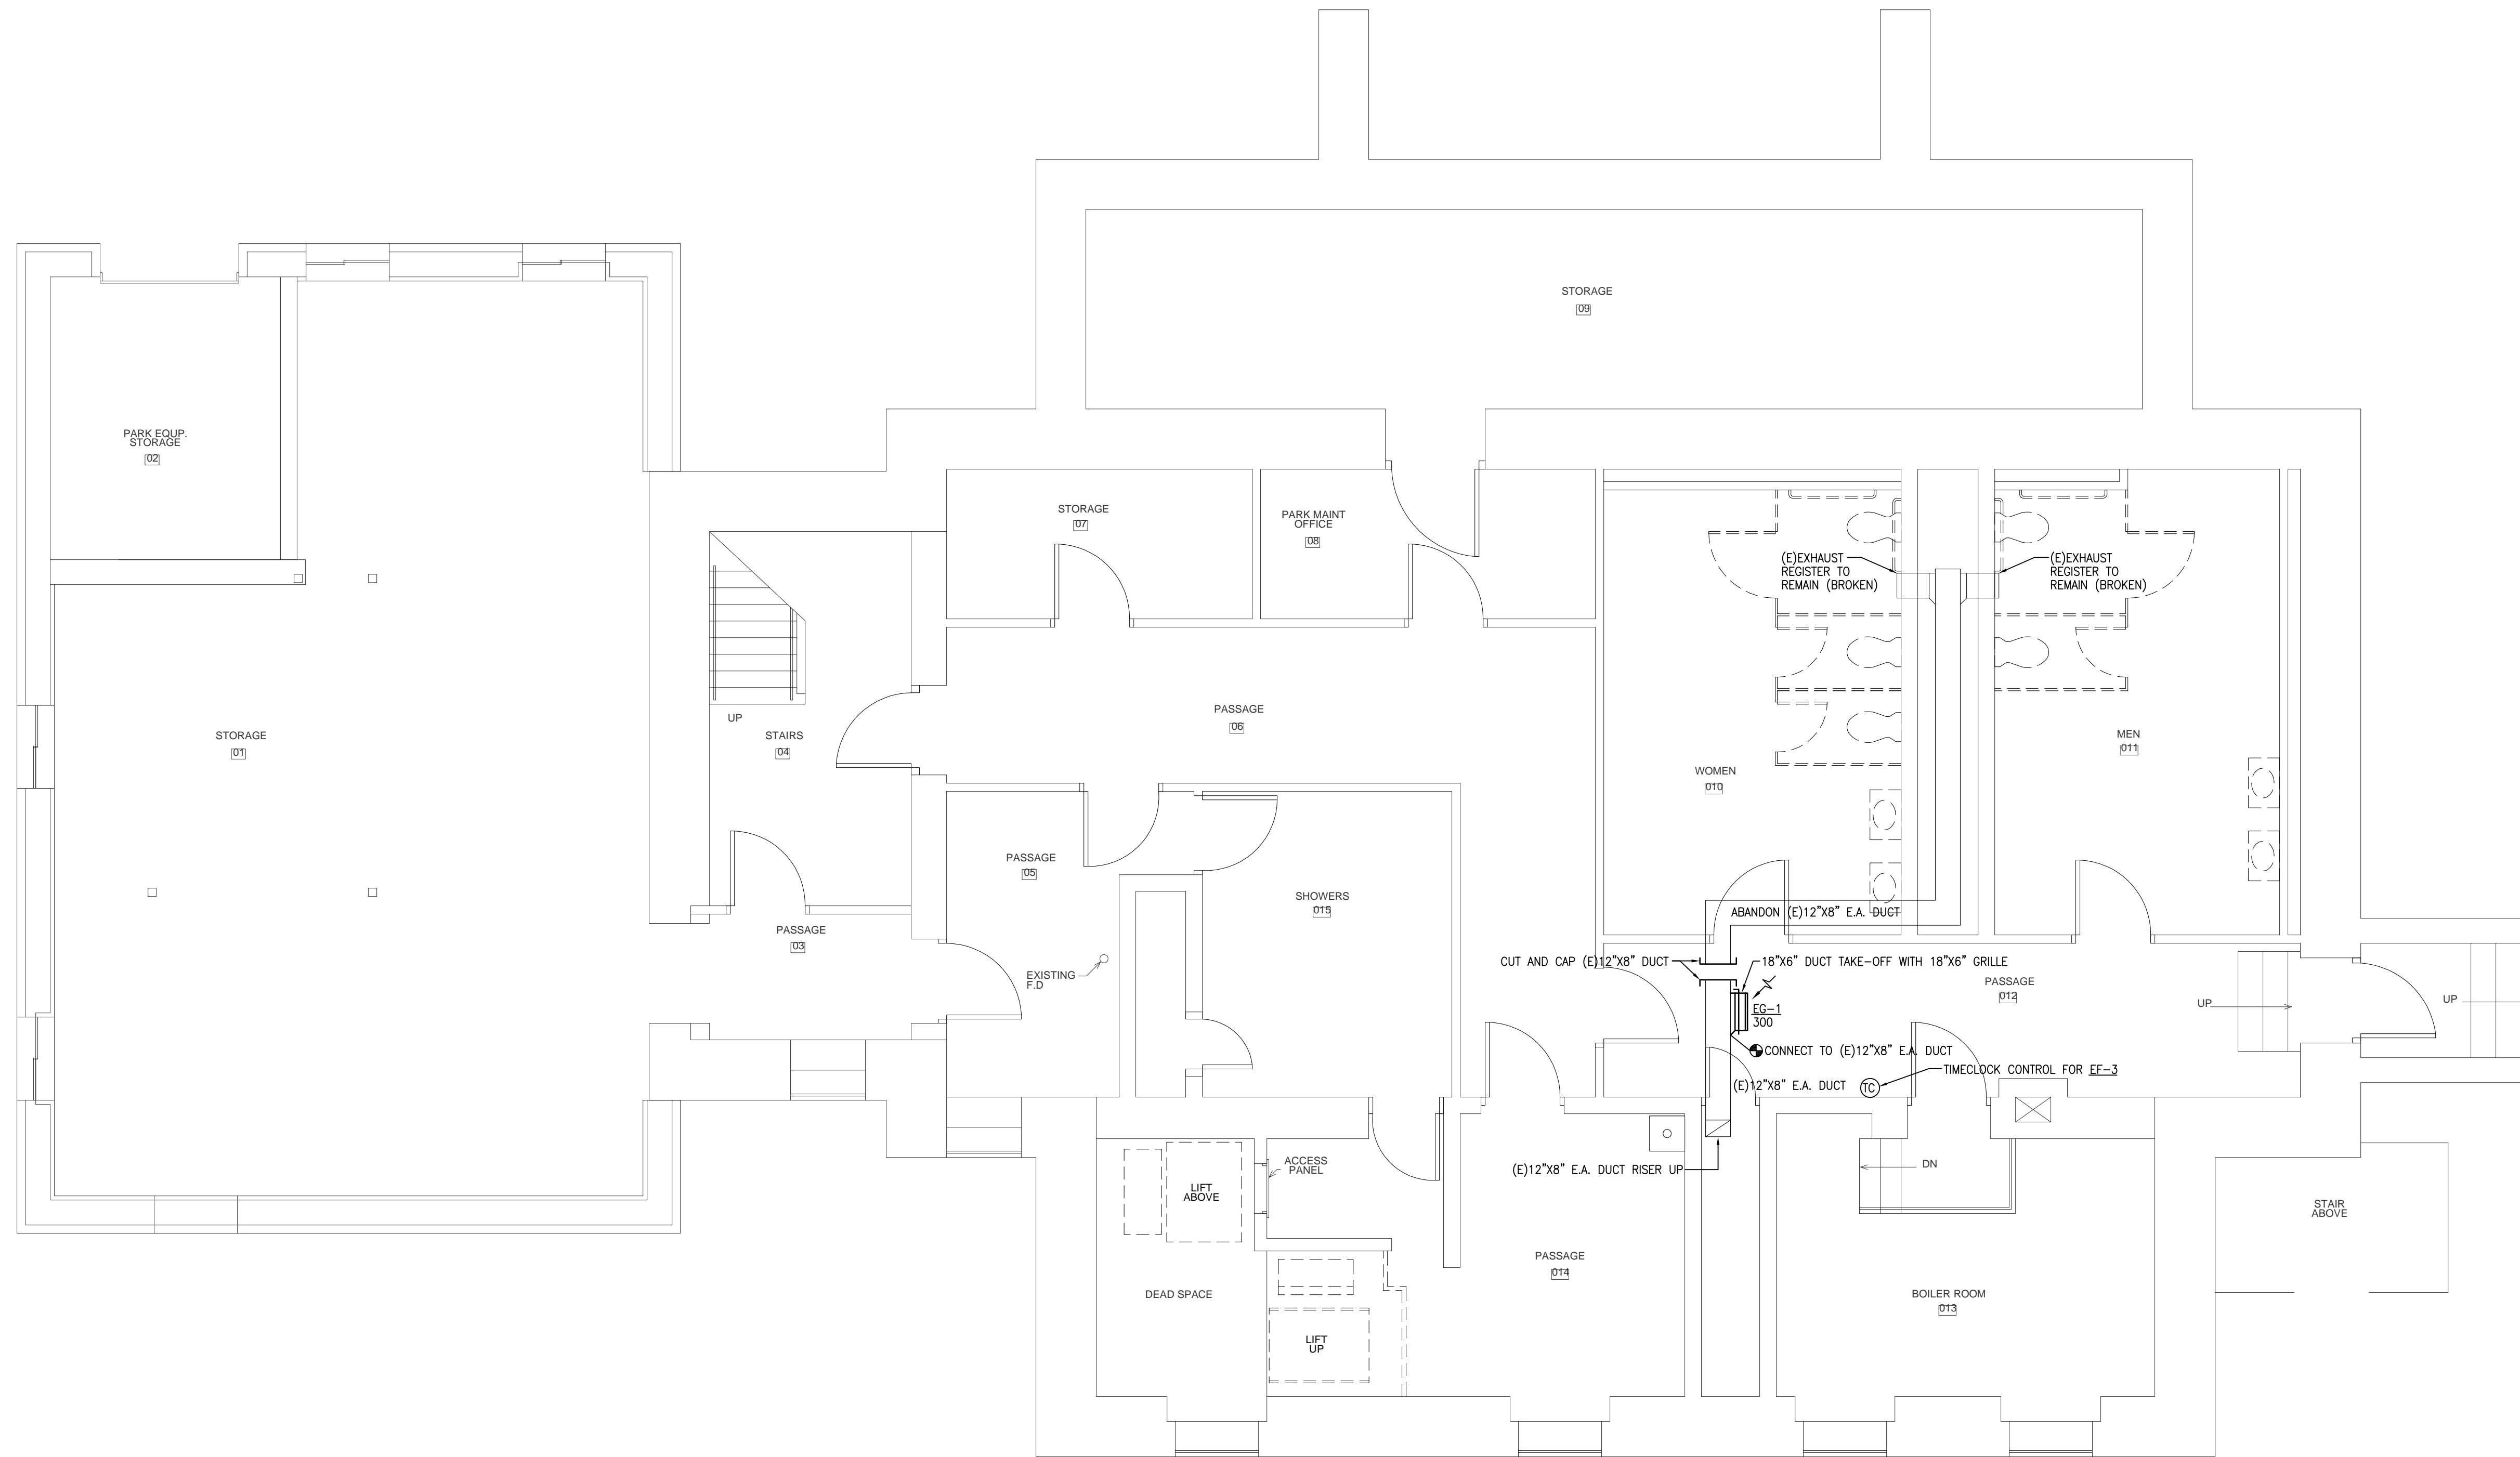 STORAGE
09
PARK EQUP.
STORAGE
02
STORAGE
07
PARK MAINT
OFFICE
08
(E)EXHAUST
REGISTER TO
REMAIN (BROKEN)
(E)EXHAUST
REGISTER TO
REMAIN (BROKEN)
UP
STORAGE
01
STAIRS
04
PASSAGE
06
MEN
011
WOMEN
010
PASSAGE
05
SHOWERS
015
PASSAGE
03
ABANDON (E)12"X8" E.A. DUCT
EXISTING
F.D
CUT AND CAP (E)12"X8" DUCT
18"X6" DUCT TAKE-OFF WITH 18"X6" GRILLE
PASSAGE
012
UP
UP
EG-1
300
CONNECT TO (E)12"X8" E.A. DUCT
TIMECLOCK CONTROL FOR EF-3
(E)12"X8" E.A. DUCT
TC
(E)12"X8" E.A. DUCT RISER UP
ACCESS
PANEL
DN
LIFT
ABOVE
STAIR
ABOVE
PASSAGE
014
DEAD SPACE
BOILER ROOM
013
LIFT
UP